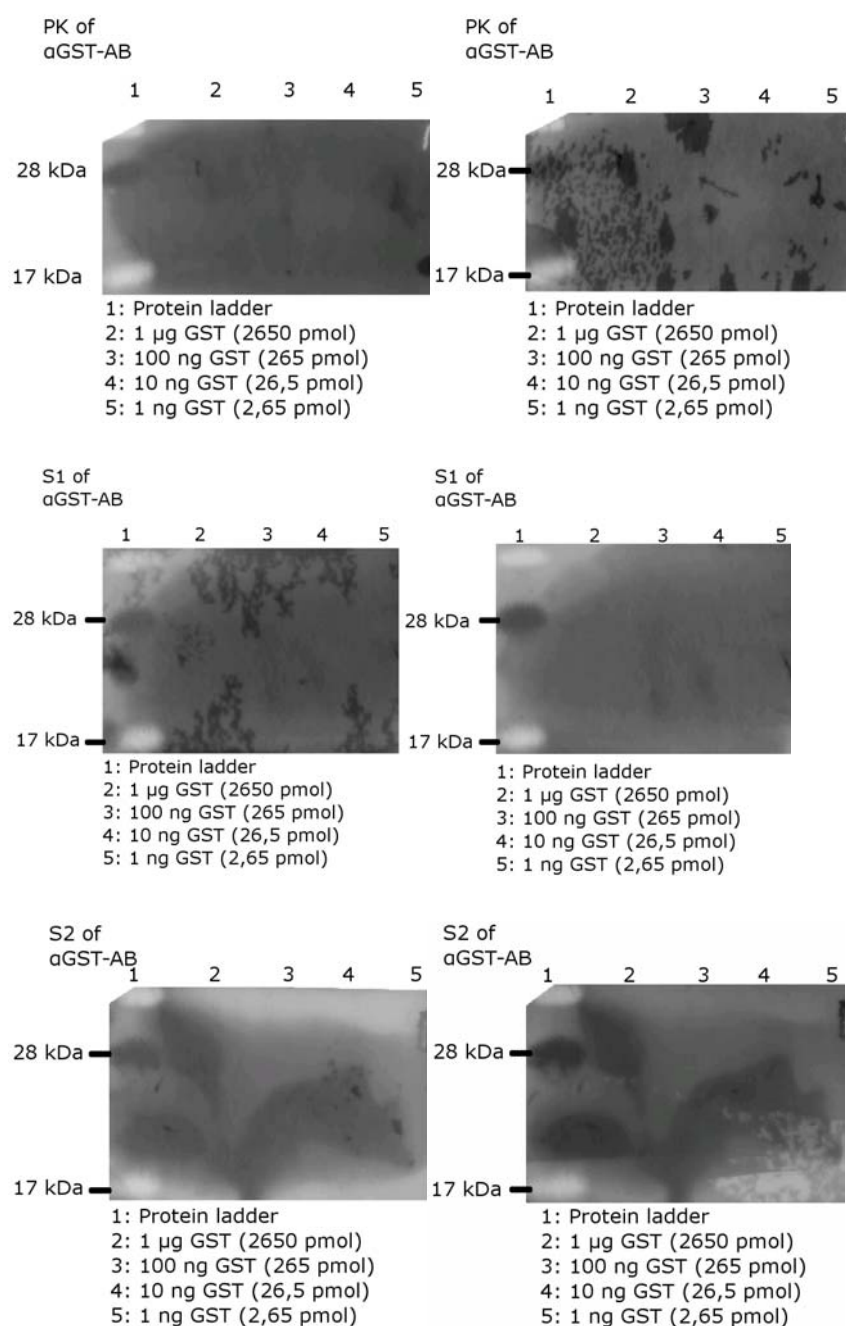 PK of
αGST-AB
1 2 3 4 5
28 kDa
17 kDa
1: Protein ladder
2: 1 µg GST (2650 pmol)
3: 100 ng GST (265 pmol)
4: 10 ng GST (26,5 pmol)
5: 1 ng GST (2,65 pmol)
PK of
αGST-AB
1 2 3 4 5
28 kDa
17 kDa
1: Protein ladder
2: 1 µg GST (2650 pmol)
3: 100 ng GST (265 pmol)
4: 10 ng GST (26,5 pmol)
5: 1 ng GST (2,65 pmol)
S1 of
αGST-AB
1 2 3 4 5
28 kDa
17 kDa
1: Protein ladder
2: 1 µg GST (2650 pmol)
3: 100 ng GST (265 pmol)
4: 10 ng GST (26,5 pmol)
5: 1 ng GST (2,65 pmol)
S1 of
αGST-AB
1 2 3 4 5
28 kDa
17 kDa
1: Protein ladder
2: 1 µg GST (2650 pmol)
3: 100 ng GST (265 pmol)
4: 10 ng GST (26,5 pmol)
5: 1 ng GST (2,65 pmol)
S2 of
αGST-AB
1 2 3 4 5
28 kDa
17 kDa
1: Protein ladder
2: 1 µg GST (2650 pmol)
3: 100 ng GST (265 pmol)
4: 10 ng GST (26,5 pmol)
5: 1 ng GST (2,65 pmol)
S2 of
αGST-AB
1 2 3 4 5
28 kDa
17 kDa
1: Protein ladder
2: 1 µg GST (2650 pmol)
3: 100 ng GST (265 pmol)
4: 10 ng GST (26,5 pmol)
5: 1 ng GST (2,65 pmol)